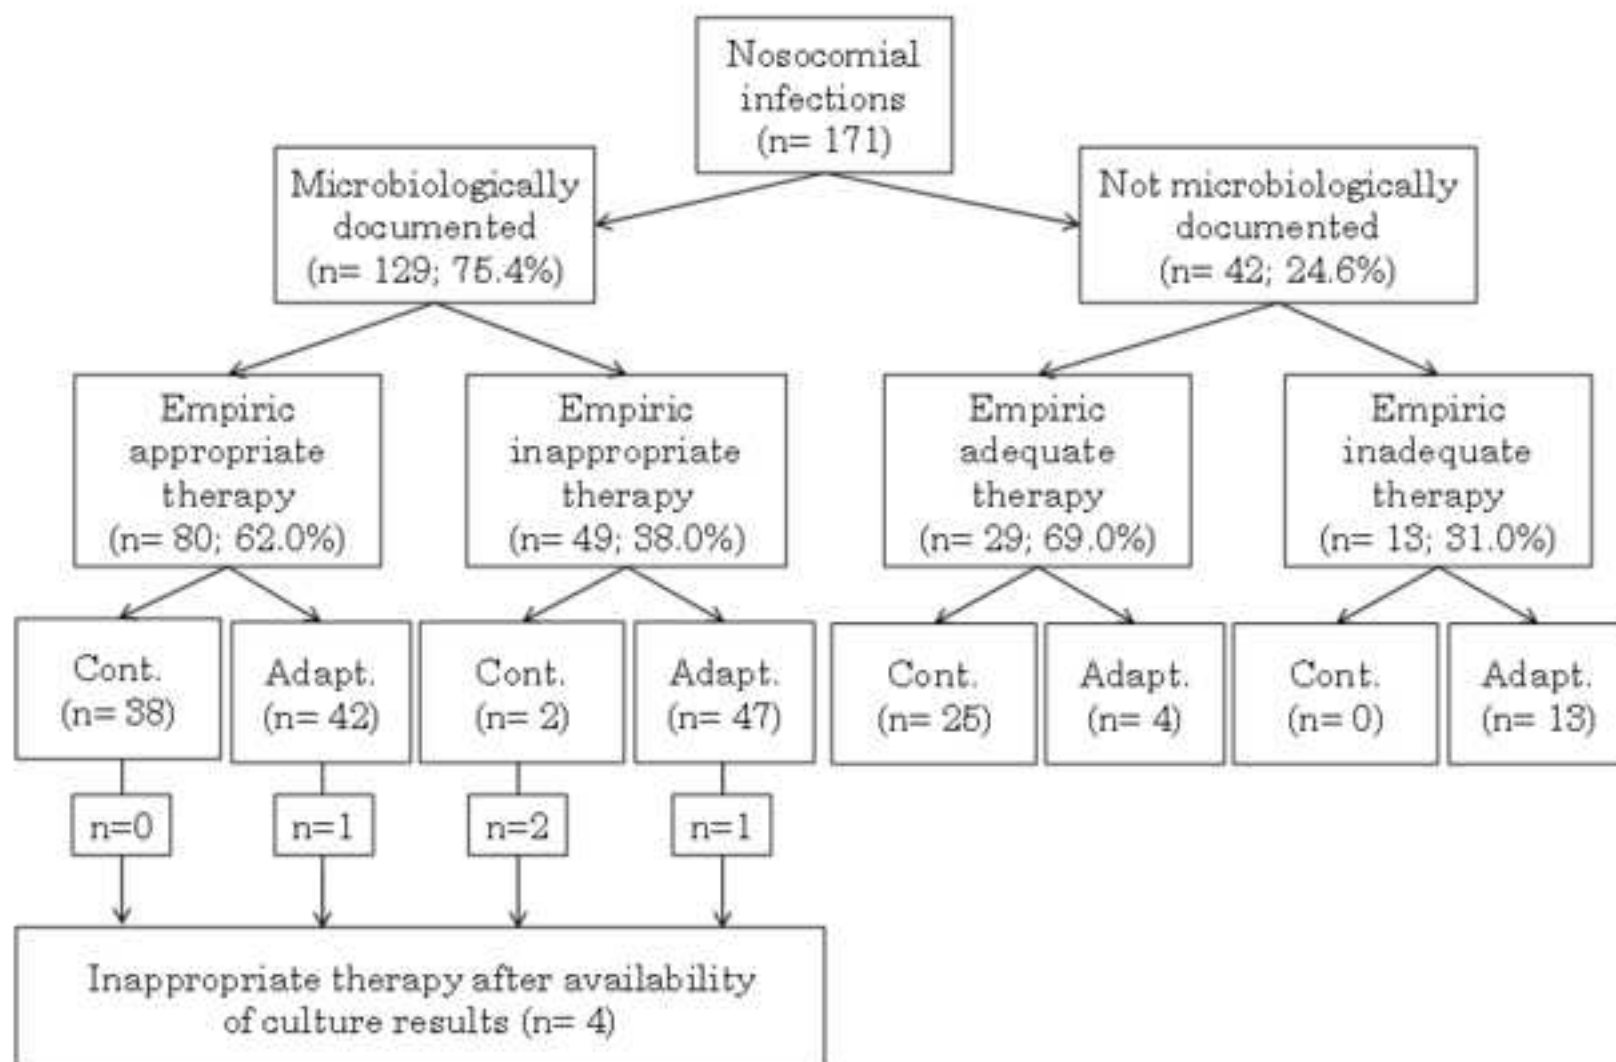 Nosocomial
infections
(n= 171)
Microbiologically
documented
(n= 129; 75.4%)
Not microbiologically
documented
(n= 42; 24.6%)
Empiric
appropriate
therapy
(n= 80; 62.0%)
Empiric
inappropriate
therapy
(n= 49; 38.0%)
Empiric
adequate
therapy
(n= 29; 69.0%)
Empiric
inadequate
therapy
(n= 13; 31.0%)
Cont.
(n= 38)
Adapt.
(n= 42)
Cont.
(n= 2)
Adapt.
(n= 47)
Cont.
(n= 25)
Adapt.
(n= 4)
Cont.
(n= 0)
Adapt.
(n= 13)
n=0
n=1
n=2
n=1
Inappropriate therapy after availability
of culture results (n= 4)